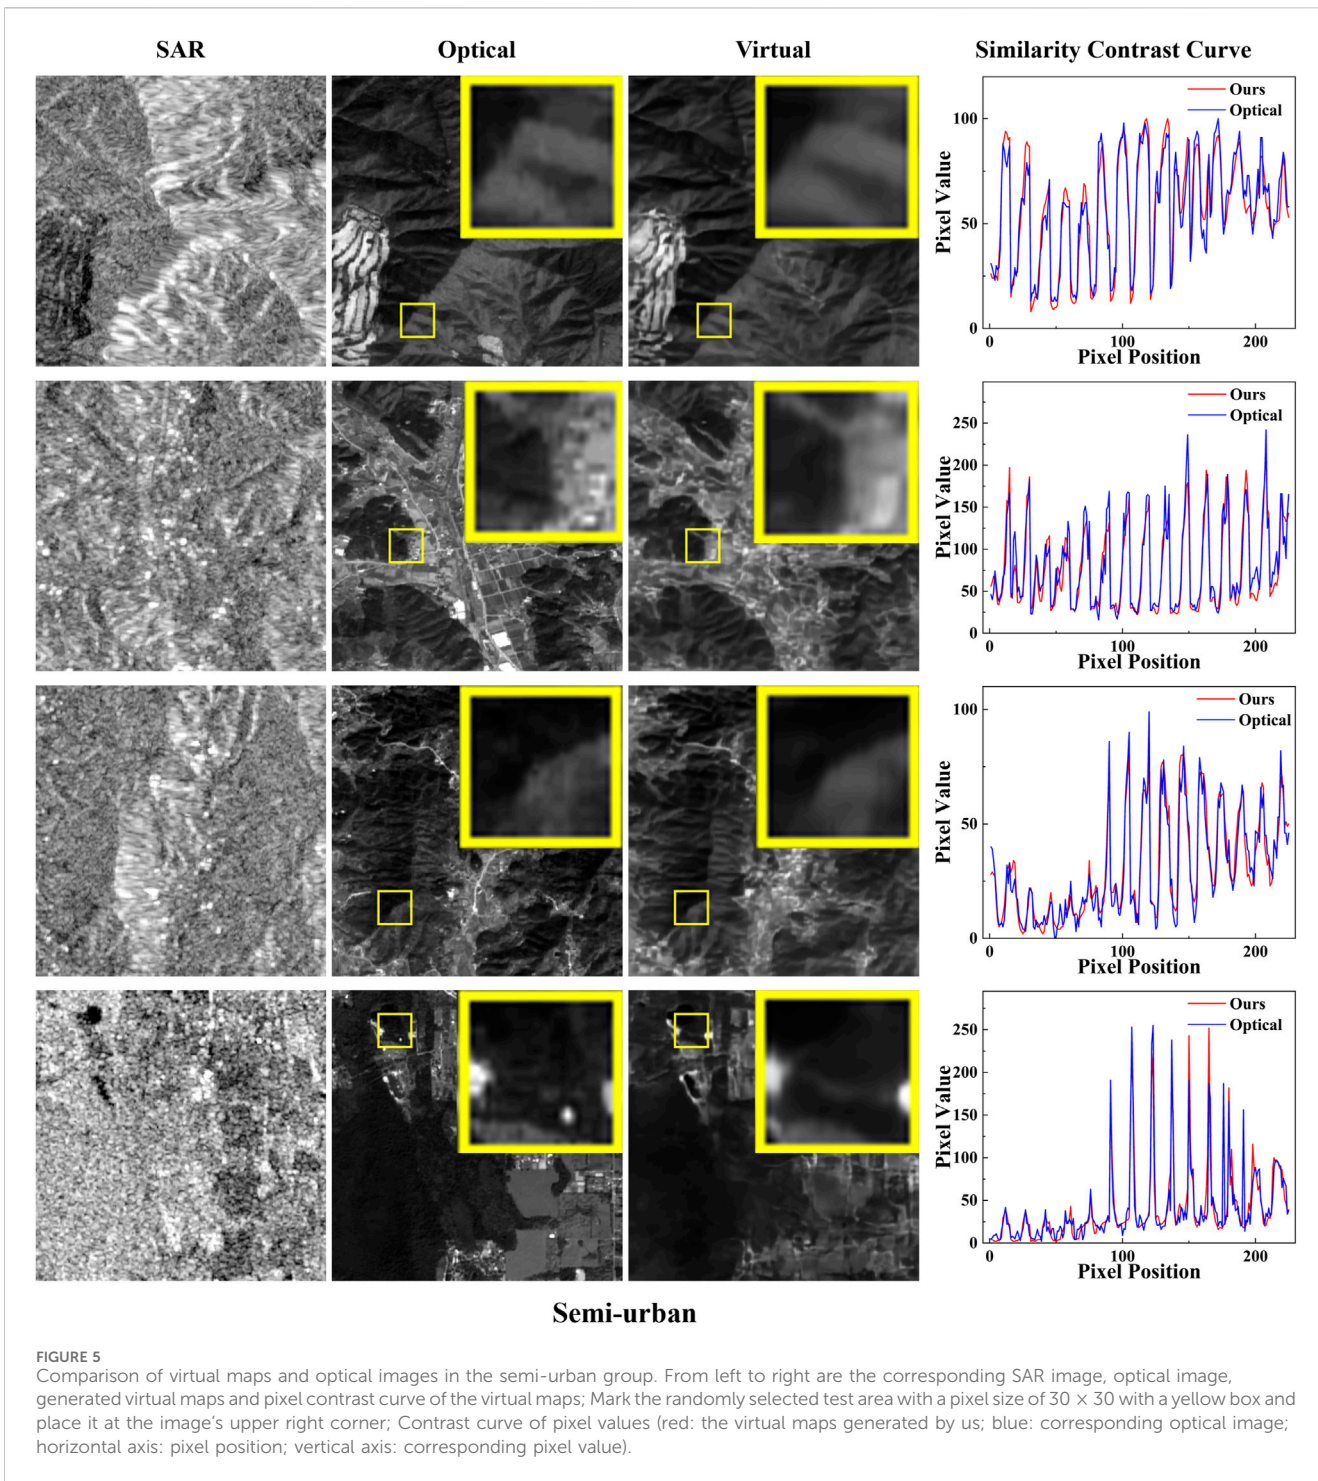 SAR Optical Virtual Similarity Contrast Curve
Ours
Optical
100
50
0
Pixel Value
0 100 200
Pixel Position
Ours
Optical
250
200
150
100
50
0
Pixel Value
0 100 200
Pixel Position
Ours
Optical
100
50
0
Pixel Value
0 100 200
Pixel Position
Ours
Optical
250
200
150
100
50
0
Pixel Value
0 100 200
Pixel Position
Semi-urban
FIGURE 5
Comparison of virtual maps and optical images in the semi-urban group. From left to right are the corresponding SAR image, optical image,
generated virtual maps and pixel contrast curve of the virtual maps; Mark the randomly selected test area with a pixel size of 30 × 30 with a yellow box and
place it at the image's upper right corner; Contrast curve of pixel values (red: the virtual maps generated by us; blue: corresponding optical image;
horizontal axis: pixel position; vertical axis: corresponding pixel value).